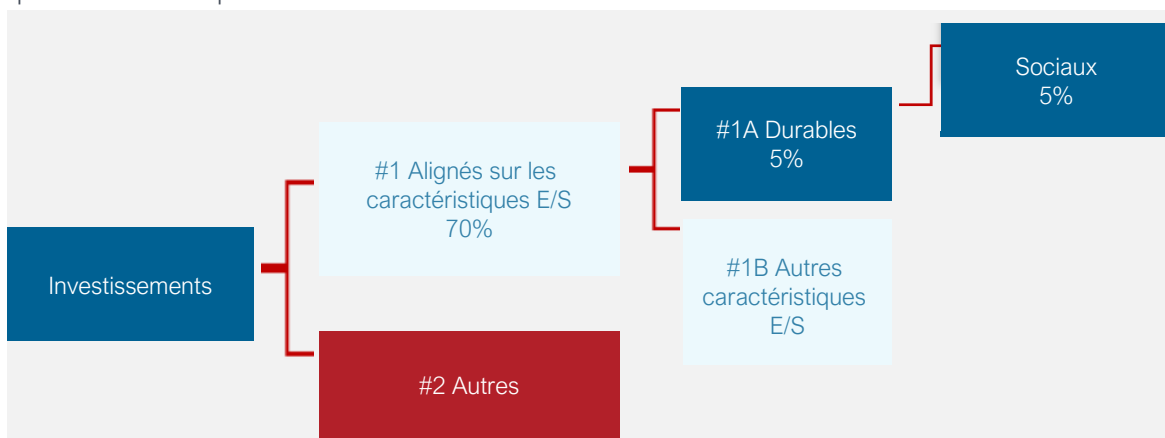 Sociaux
5%
#1A Durables
5%
#1 Alignés sur les
caractéristiques E/S
70%
#1B Autres
caractéristiques
E/S
Investissements
#2 Autres